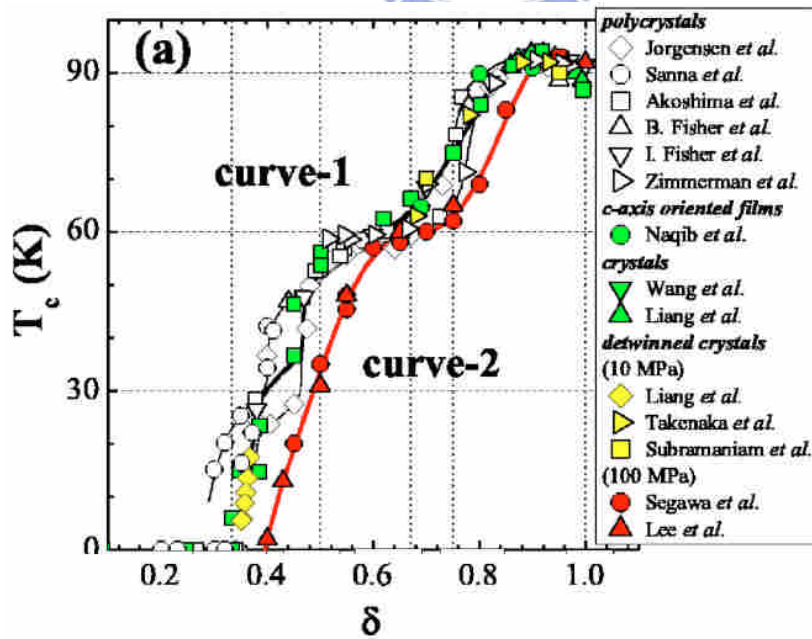 (a)
curve-1
curve-2
T_c (K)
90
60
30
0
0.2 0.4 0.6 0.8 1.0
δ
polycrystals
Jorgensen et al.
Sanna et al.
Akoshima et al.
B. Fisher et al.
I. Fisher et al.
Zimmerman et al.
c-axis oriented films
Naqib et al.
crystals
Wang et al.
Liang et al.
detwinned crystals
(10 MPa)
Liang et al.
Takenaka et al.
Subramaniam et al.
(100 MPa)
Segawa et al.
Lee et al.